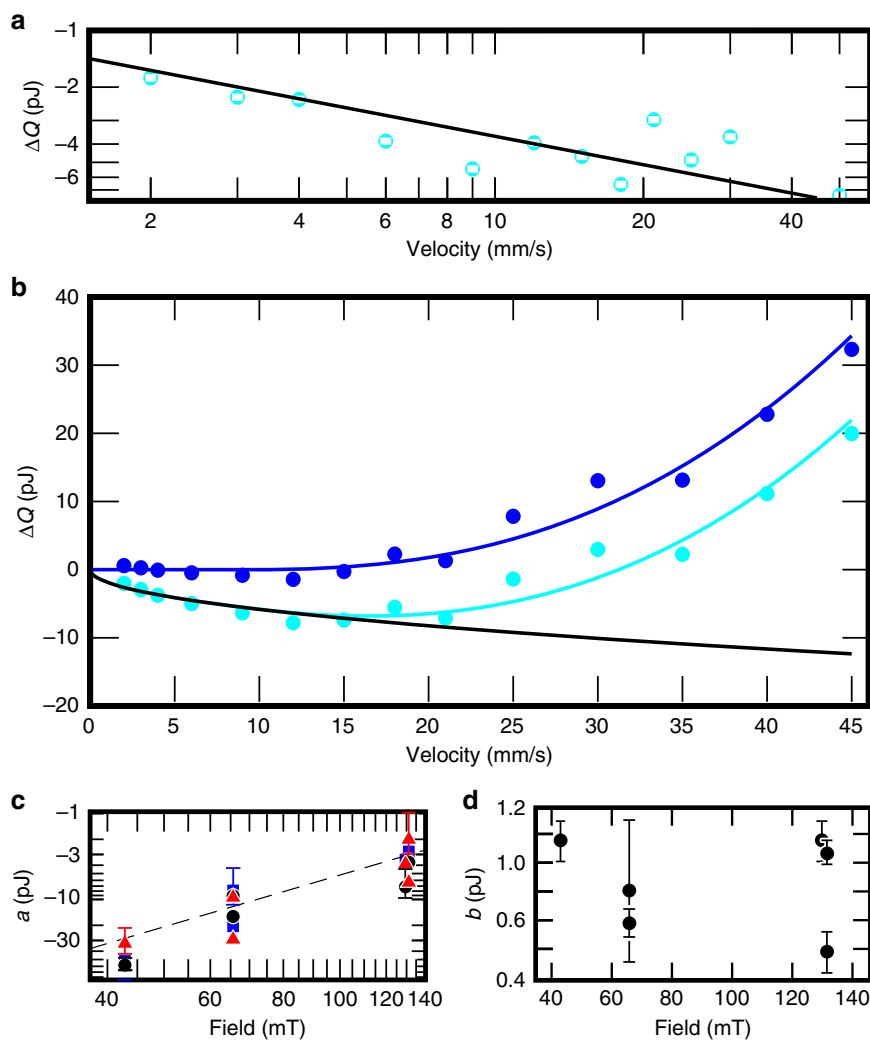 a
–1
–2
–4
–6
ΔQ (pJ)
2 4 6 8 10 20 40
Velocity (mm/s)
b
40
30
20
10
0
–10
–20
ΔQ (pJ)
0 5 10 15 20 25 30 35 40 45
Velocity (mm/s)
c
–1
–3
–10
–30
a (pJ)
40 60 80 100 120 140
Field (mT)
d
1.2
1.0
0.6
0.4
b (pJ)
40 60 80 100 120 140
Field (mT)